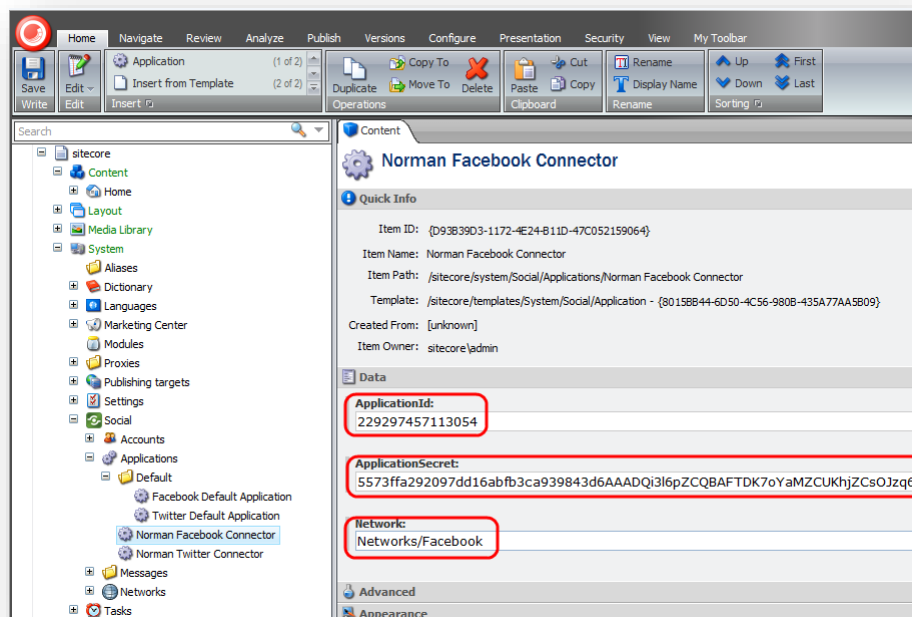 Home Navigate Review Analyze Publish Versions Configure Presentation Security View My Toolbar
Save
Write
Edit
Edit
Application (1 of 2)
Insert from Template (2 of 2)
Insert
Duplicate
Copy To
Move To
Delete
Operations
Paste
Cut
Copy
Clipboard
Rename
Display Name
Rename
Up
Down
First
Last
Sorting
Search
sitecore
Content
Home
Layout
Media Library
System
Aliases
Dictionary
Languages
Marketing Center
Modules
Proxies
Publishing targets
Settings
Social
Accounts
Applications
Default
Facebook Default Application
Twitter Default Application
Norman Facebook Connector
Norman Twitter Connector
Messages
Networks
Tasks
Content
Norman Facebook Connector
Quick Info
Item ID: {D93B39D3-1172-4E24-B11D-47C052159064}
Item Name: Norman Facebook Connector
Item Path: /sitecore/system/Social/Applications/Norman Facebook Connector
Template: /sitecore/templates/System/Social/Application - {8015BB44-6D50-4C56-980B-435A77AA5B09}
Created From: [unknown]
Item Owner: sitecore\admin
Data
ApplicationId:
229297457113054
ApplicationSecret:
5573ffa292097dd16abfb3ca939843d6AAADQi3l6pZCQBAFTDK7oYaMZCUKhjZCsOJzq6
Network:
Networks/Facebook
Advanced
Appearance